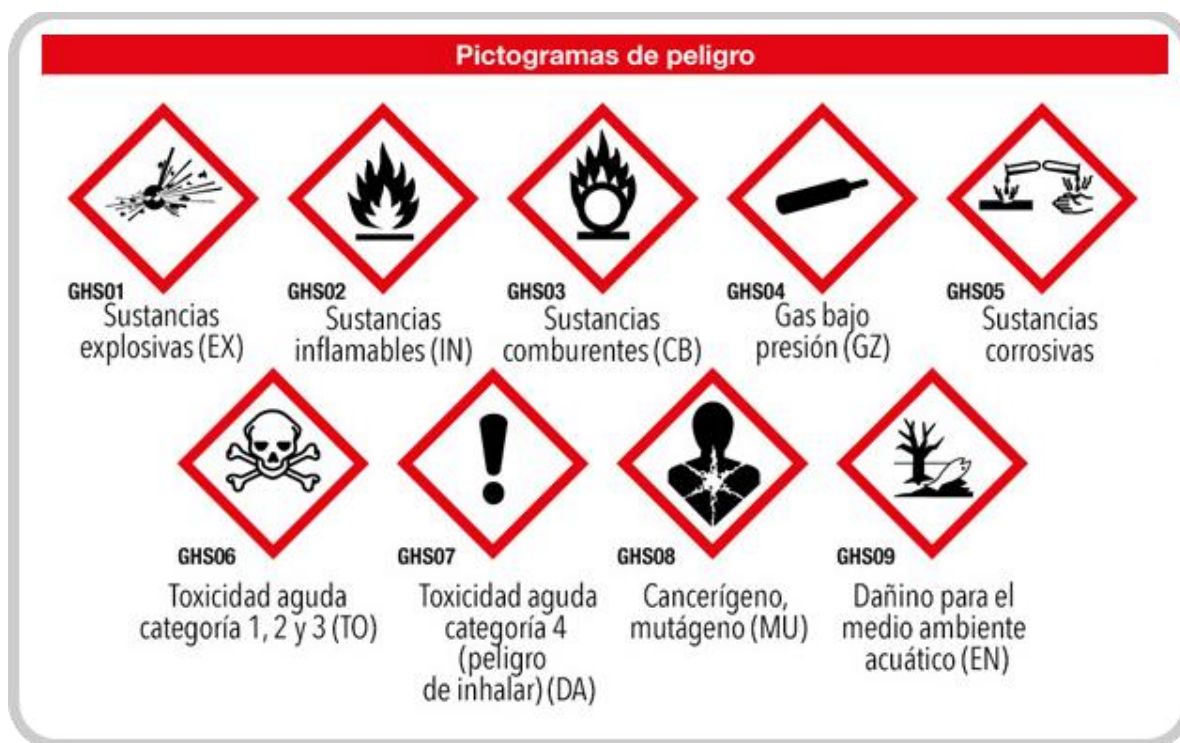 Pictogramas de peligro
GHS01
Sustancias
explosivas (EX)
GHS02
Sustancias
inflamables (IN)
GHS03
Sustancias
comburentes (CB)
GHS04
Gas bajo
presión (GZ)
GHS05
Sustancias
corrosivas
GHS06
Toxicidad aguda
categoría 1, 2 y 3 (TO)
GHS07
Toxicidad aguda
categoría 4
(peligro
de inhalar) (DA)
GHS08
Cancerígeno,
mutágeno (MU)
GHS09
Dañino para el
medio ambiente
acuático (EN)